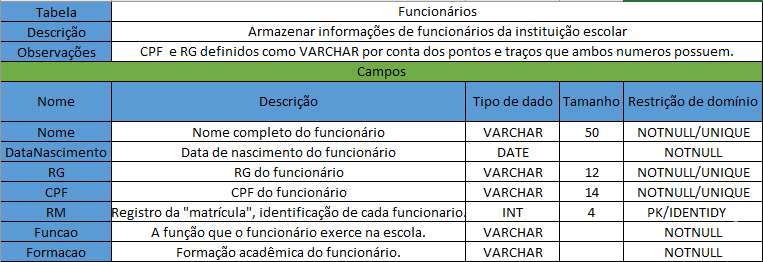 Tabela Funcionários
Descrição Armazenar informações de funcionários da instituição escolar
Observações CPF e RG definidos como VARCHAR por conta dos pontos e traços que ambos numeros possuem.
Campos
Nome Descrição Tipo de dado Tamanho Restrição de domínio
Nome Nome completo do funcionário VARCHAR 50 NOTNULL/UNIQUE
DataNascimento Data de nascimento do funcionário DATE NOTNULL
RG RG do funcionário VARCHAR 12 NOTNULL/UNIQUE
CPF CPF do funcionário VARCHAR 14 NOTNULL/UNIQUE
RM Registro da "matrícula", identificação de cada funcionario. INT 4 PK/IDENTIDY
Funcao A função que o funcionário exerce na escola. VARCHAR NOTNULL
Formacao Formação acadêmica do funcionário. VARCHAR NOTNULL